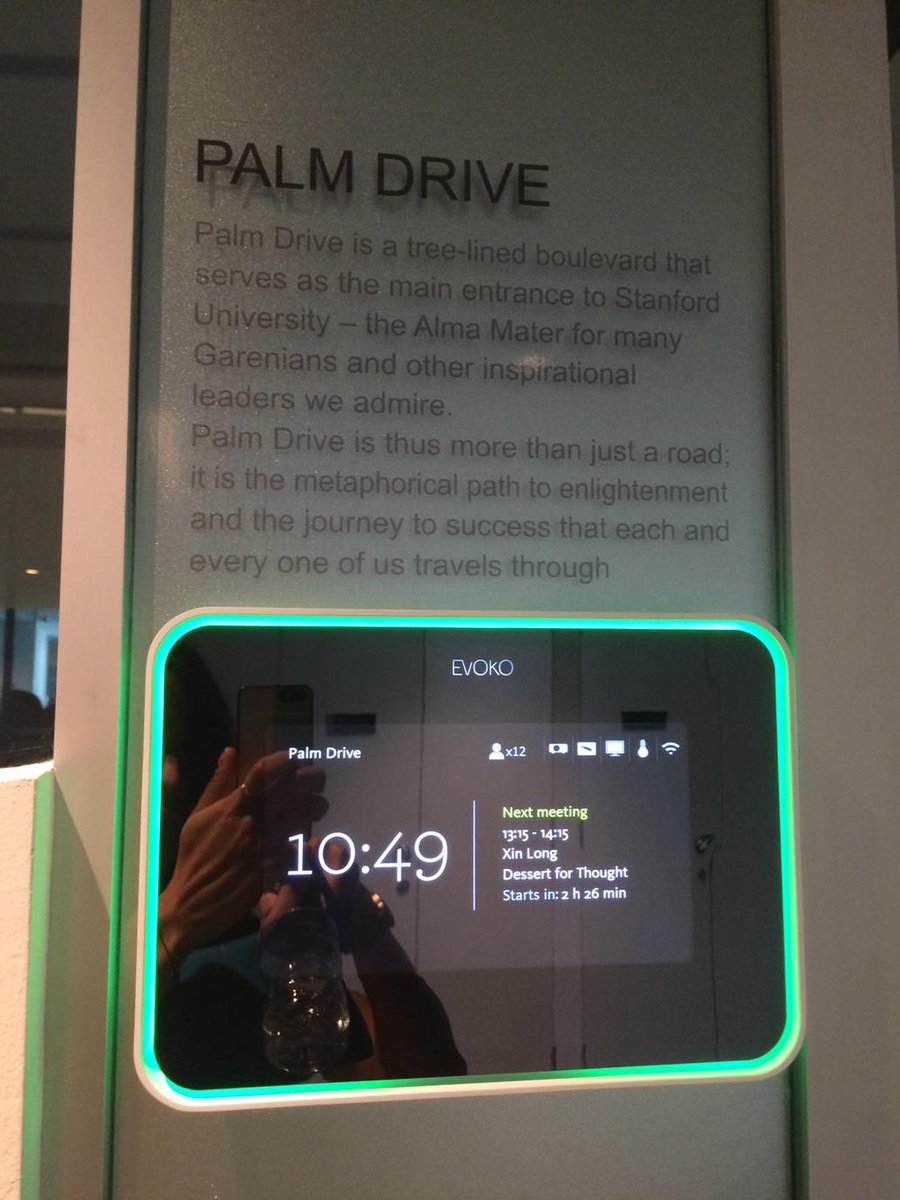 PALM DRIVE
Palm Drive is a tree-lined boulevard that
serves as the main entrance to Stanford
University – the Alma Mater for many
Garenians and other inspirational
leaders we admire.
Palm Drive is thus more than just a road;
it is the metaphorical path to enlightenment
and the journey to success that each and
every one of us travels through
EVOKO
Palm Drive
x12
10:49
Next meeting
13:15 - 14:15
Xin Long
Dessert for Thought
Starts in: 2 h 26 min